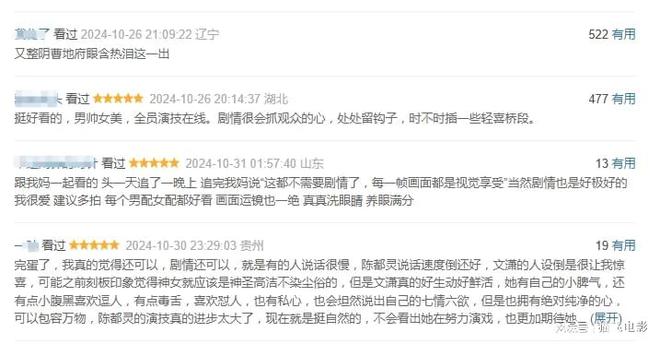 看过 2024-10-26 21:09:22 辽宁 522 有用
又整阴曹地府眼含热泪这一出
头 看过 ★★★★★ 2024-10-26 20:14:37 湖北 477 有用
挺好看的，男帅女美，全员演技在线。剧情很会抓观众的心，处处留钩子，时不时插一些轻喜桥段。
看过 ★★★★★ 2024-10-31 01:57:40 山东 13 有用
跟我妈一起看的 头一天追了一晚上 追完我妈说“这都不需要剧情了，每一帧画面都是视觉享受”当然剧情也是好极好的
我很爱 建议多拍 每个男配女配都好看 画面运镜也一绝 真真洗眼睛 养眼满分
看过 ★★★★★ 2024-10-30 23:29:03 贵州 19 有用
完蛋了，我真的觉得还可以，剧情还可以，就是有的人说话很慢，陈都灵说话速度倒还好，文潇的人设倒是很让我惊
喜，可能之前刻板印象觉得神女就应该是神圣高洁不染尘俗的，但是文潇真的好生动好鲜活，她有自己的小脾气，还
有点小腹黑喜欢逗人，有点毒舌，喜欢怼人，也有私心，也会坦然说出自己的七情六欲，但是也拥有绝对纯净的心，
可以包容万物，陈都灵的演技真的进步太大了，现在就是挺自然的，不会看出她在努力演戏，也更加期待她... (展开)